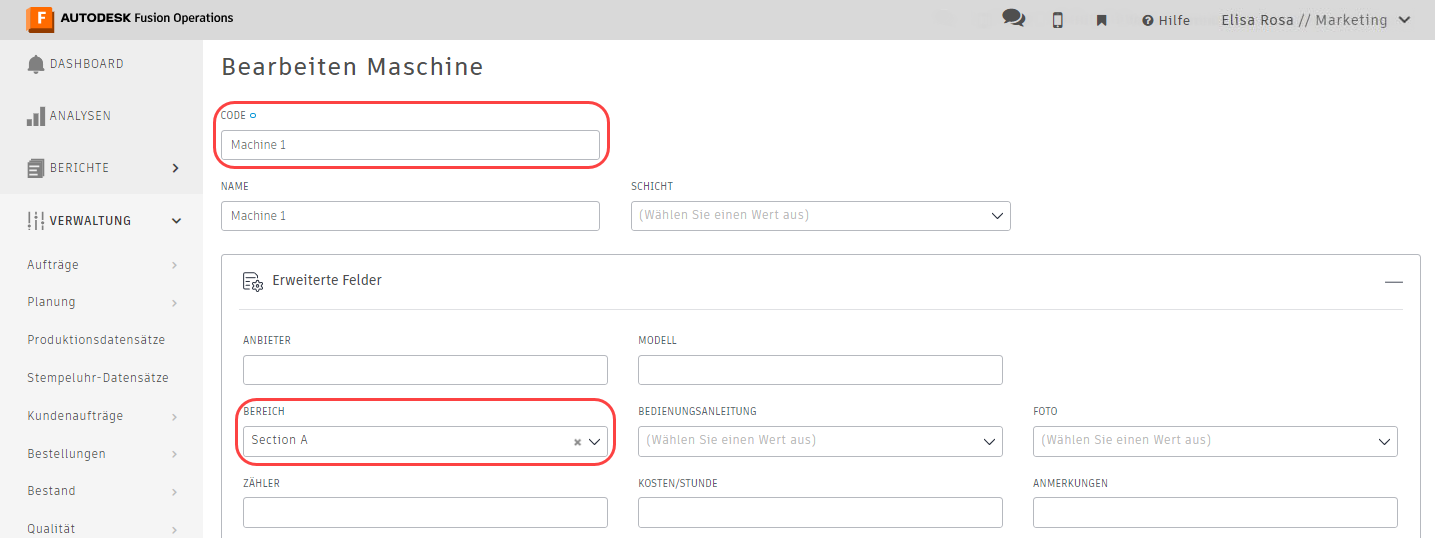 F AUTODESK Fusion Operations
Hilfe
Elisa Rosa // Marketing
DASHBOARD
ANALYSEN
BERICHTE
VERWALTUNG
Aufträge
Planung
Produktionsdatensätze
Stempeluhr-Datensätze
Kundenaufträge
Bestellungen
Bestand
Qualität
Bearbeiten Maschine
CODE
Machine 1
NAME
SCHICHT
Machine 1
(Wählen Sie einen Wert aus)
Erweiterte Felder
ANBIETER
MODELL
BEREICH
BEDIENUNGSANLEITUNG
FOTO
Section A
(Wählen Sie einen Wert aus)
(Wählen Sie einen Wert aus)
ZÄHLER
KOSTEN/STUNDE
ANMERKUNGEN